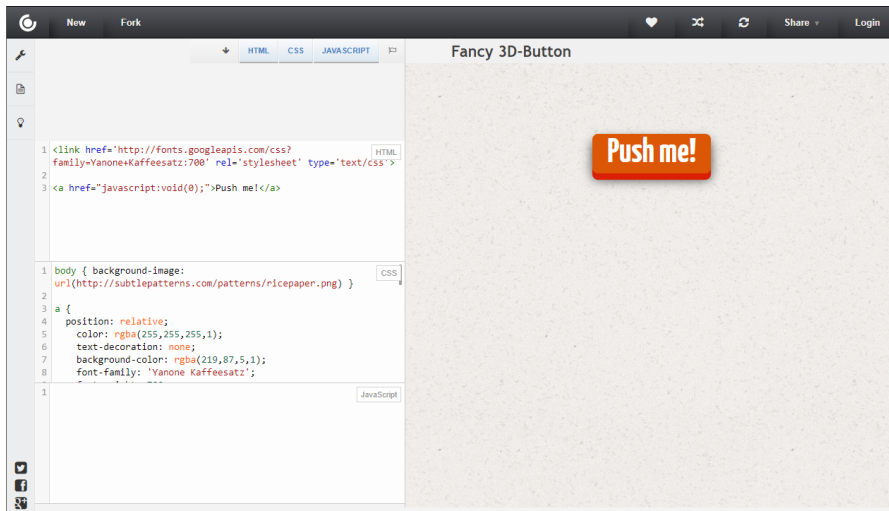 New Fork Share Login
HTML CSS JAVASCRIPT
Fancy 3D-Button
1 <link href='http://fonts.googleapis.com/css?
family=Yanone+Kaffeesatz:700' rel='stylesheet' type='text/css'>
HTML
2
3 <a href="javascript:void(0);">Push me!</a>
Push me!
1 body { background-image:
url(http://subtlepatterns.com/patterns/ricepaper.png) }
CSS
2
3 a {
4 position: relative;
5 color: rgba(255,255,255,1);
6 text-decoration: none;
7 background-color: rgba(219,87,5,1);
8 font-family: 'Yanone Kaffeesatz';
1
JavaScript